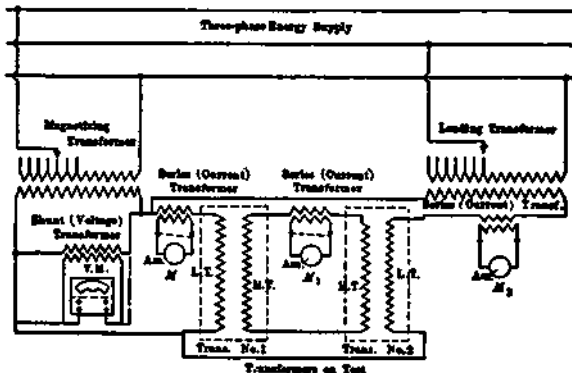 Three-phase Energy Supply
Magnetizing
Transformer
Loading Transformer
Series (Current)
Transformer
Series (Current)
Transformer
Series (Current) Transf.
Shunt (Voltage)
Transformer
V.M.
Am.
M
L.T.
H.T.
Am.
M1
H.T.
L.T.
Am.
M2
Trans. No.1
Trans. No.2
Transformers on Test